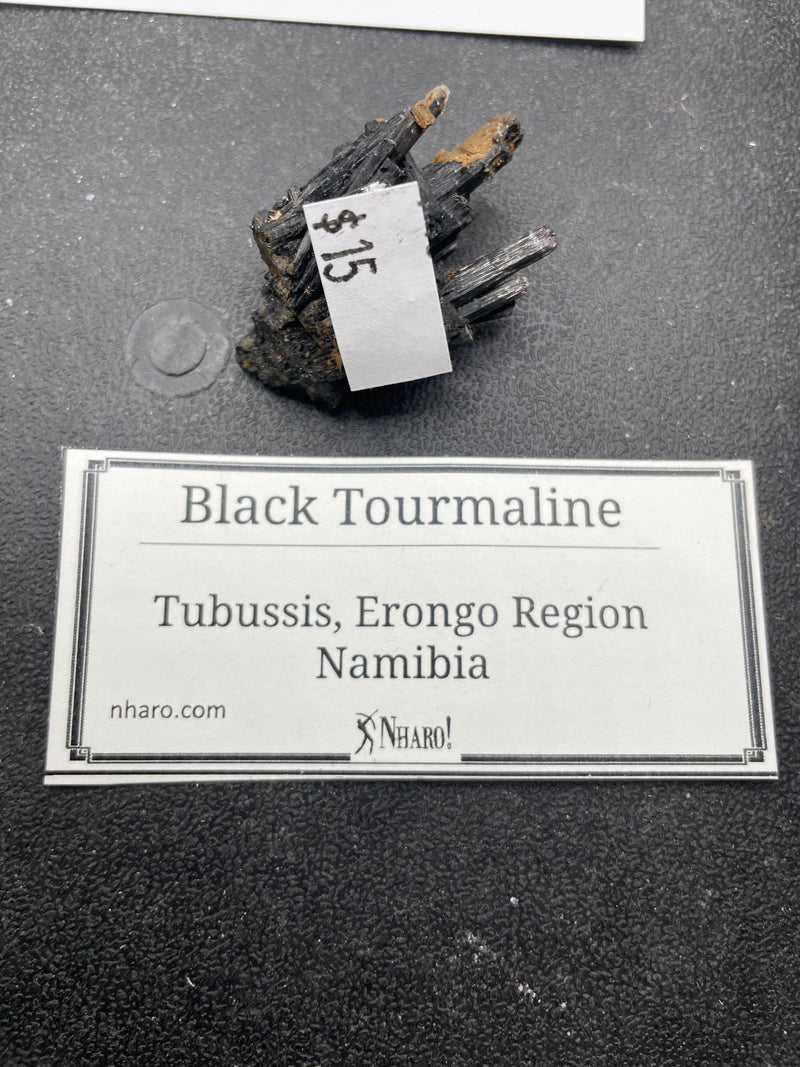 $15
Black Tourmaline
Tubussis, Erongo Region
Namibia
nharo.com
NHARO!